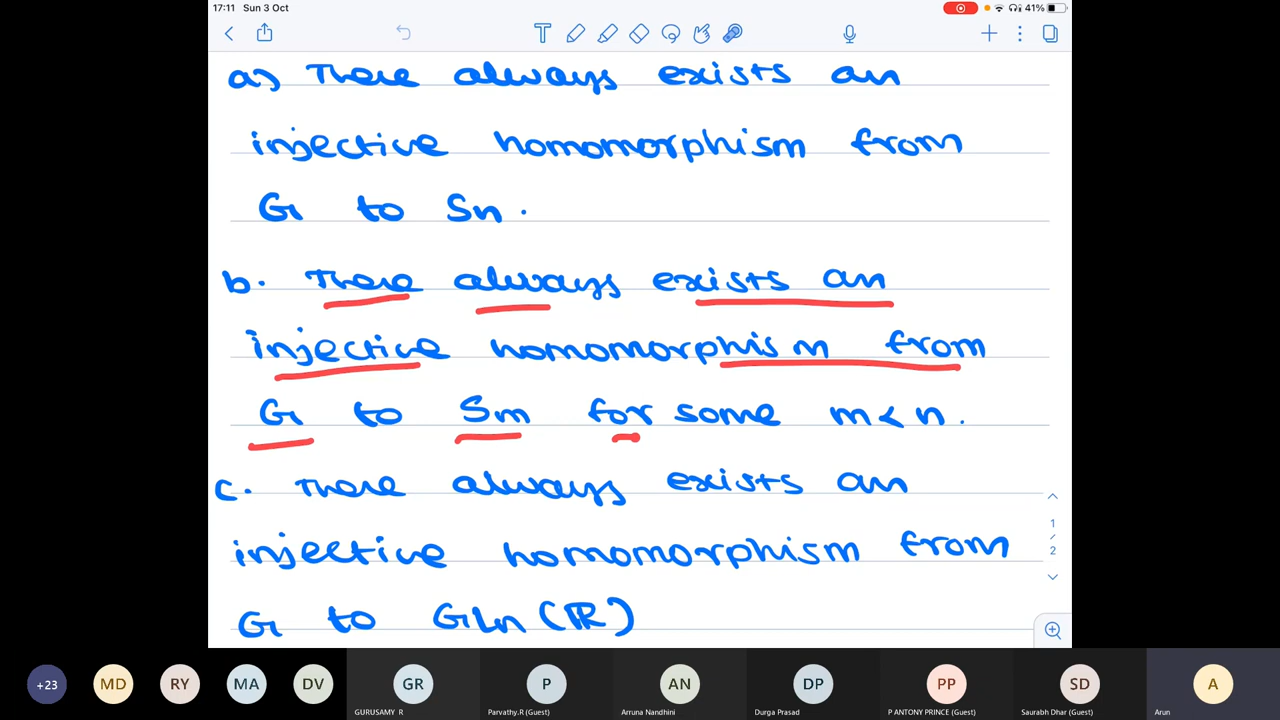 17:11 Sun 3 Oct
41%
a) There always exists an
injective homomorphism from
G to Sn.
b. There always exists an
injective homomorphism from
G to Sm for some m < n.
c. There always exists an
injective homomorphism from
G to GLn (ℝ)
1
/
2
+23
MD
RY
MA
DV
GR
GURUSAMY R
P
Parvathy.R (Guest)
AN
Arruna Nandhini
DP
Durga Prasad
PP
P ANTONY PRINCE (Guest)
SD
Saurabh Dhar (Guest)
A
Arun